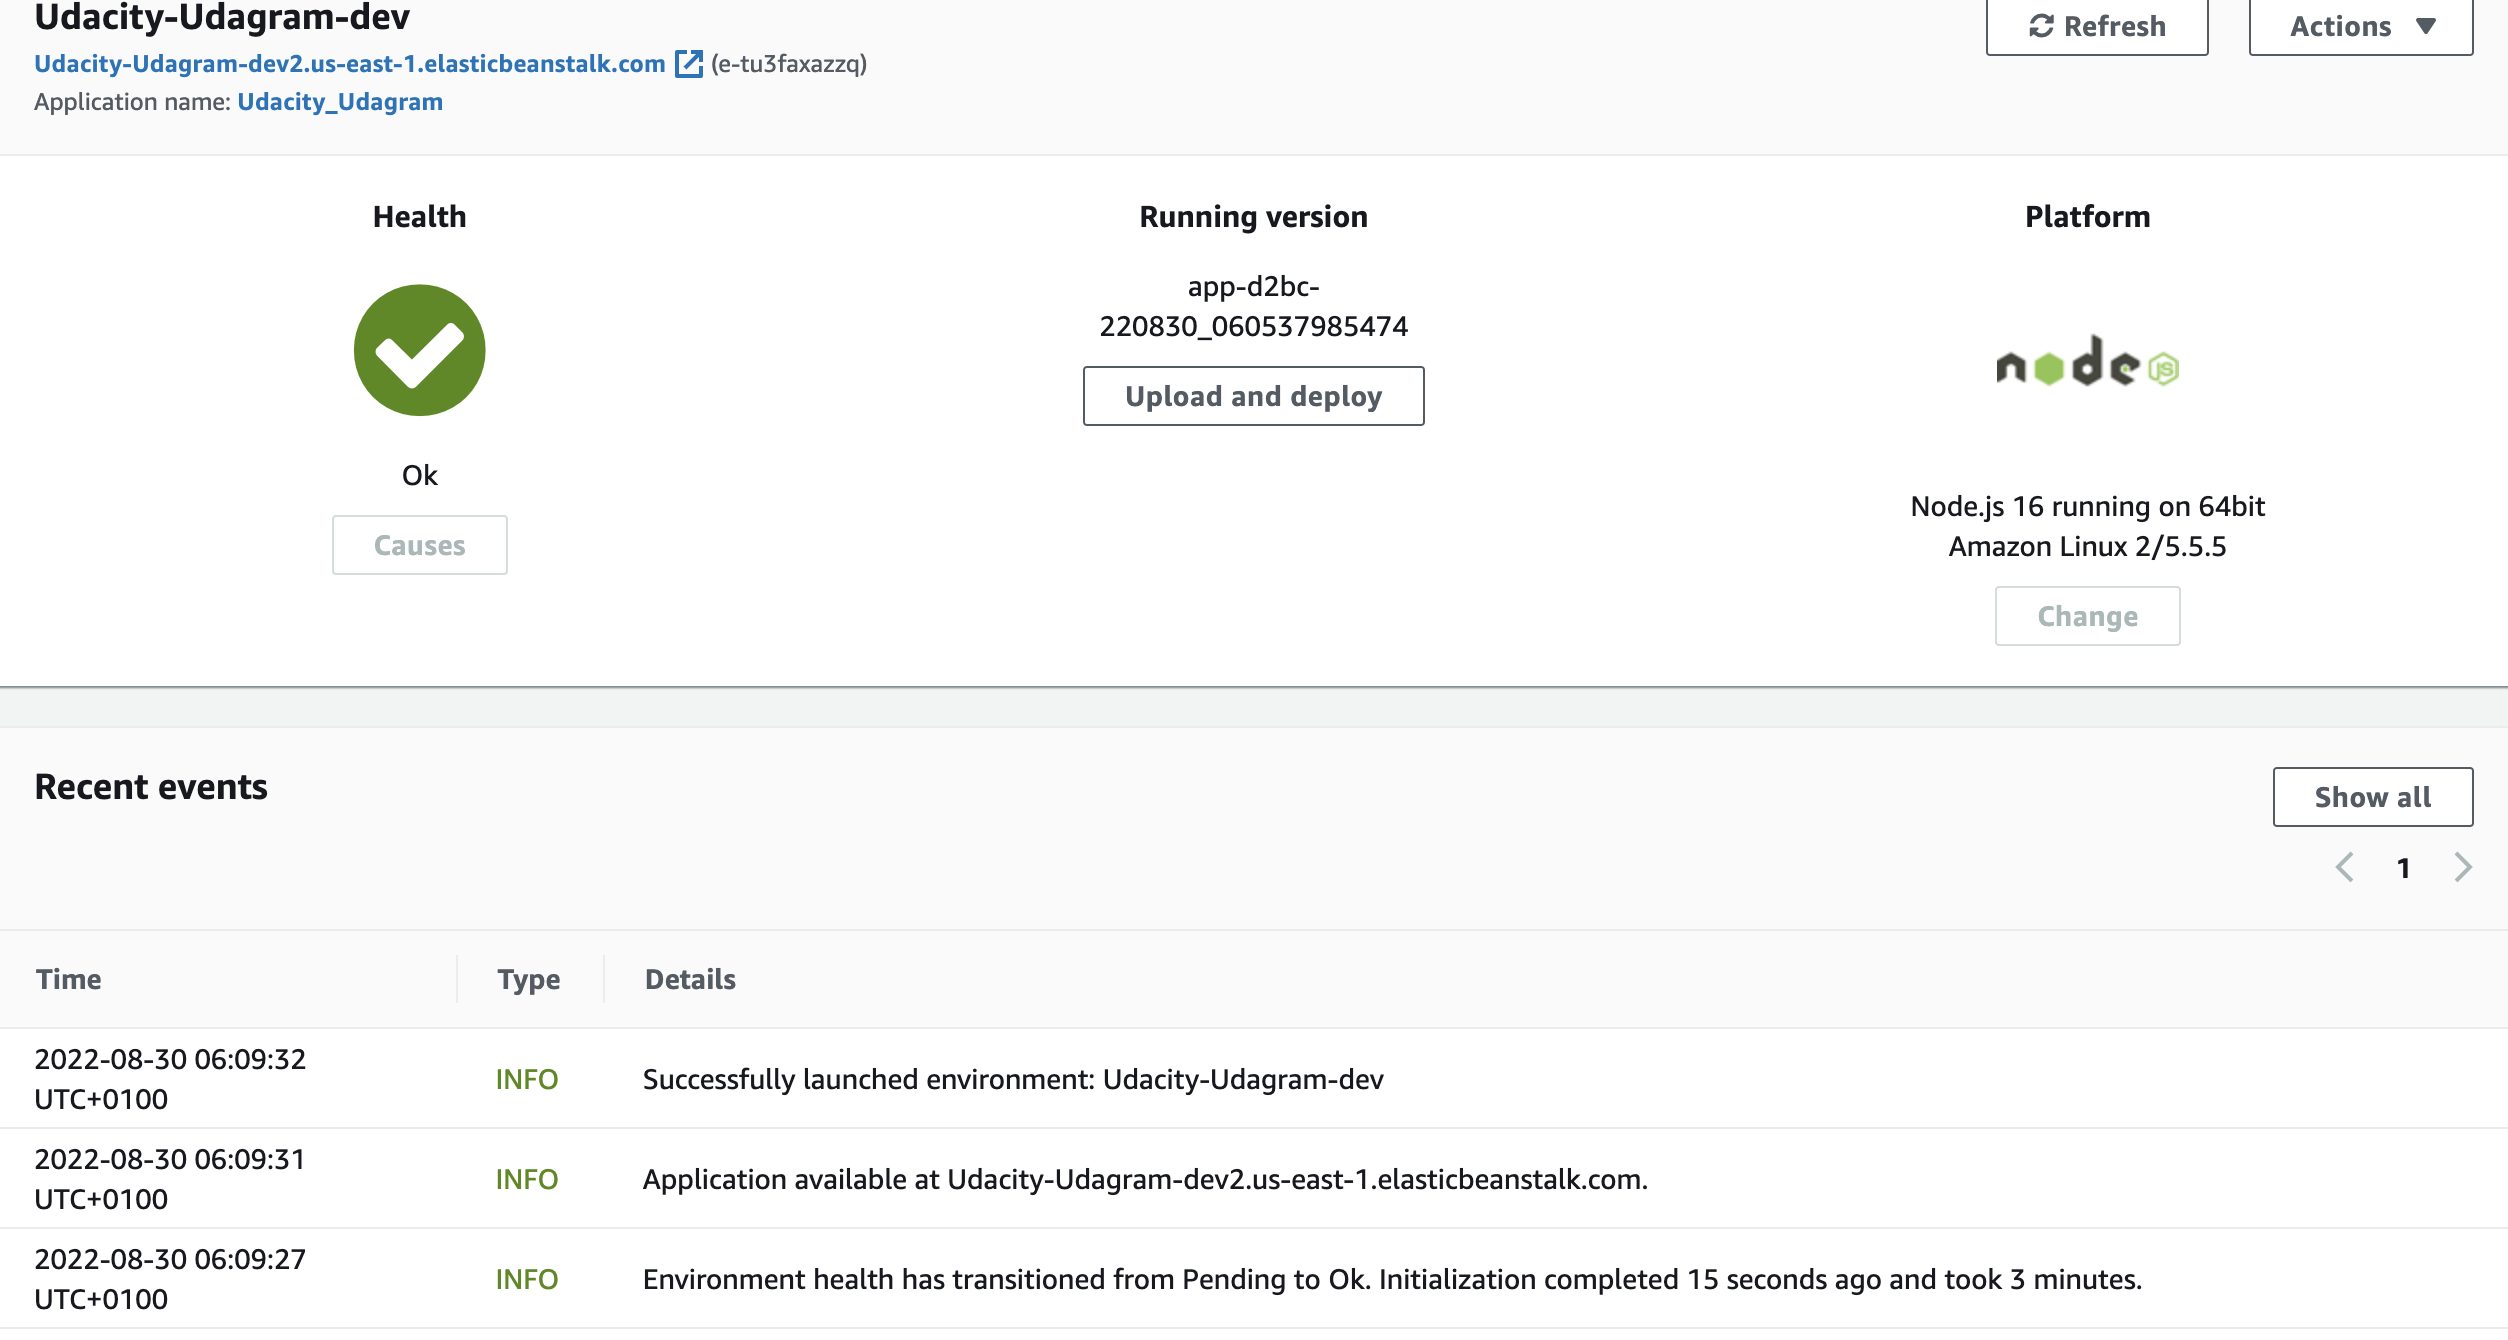 Udacity-Udagram-dev
Refresh
Actions
Udacity-Udagram-dev2.us-east-1.elasticbeanstalk.com (e-tu3faxazzq)
Application name: Udacity_Udagram
Health
Ok
Causes
Running version
app-d2bc-
220830_060537985474
Upload and deploy
Platform
node JS
Node.js 16 running on 64bit
Amazon Linux 2/5.5.5
Change
Recent events
Show all
1
Time Type Details
2022-08-30 06:09:32
UTC+0100
INFO
Successfully launched environment: Udacity-Udagram-dev
2022-08-30 06:09:31
UTC+0100
INFO
Application available at Udacity-Udagram-dev2.us-east-1.elasticbeanstalk.com.
2022-08-30 06:09:27
UTC+0100
INFO
Environment health has transitioned from Pending to Ok. Initialization completed 15 seconds ago and took 3 minutes.